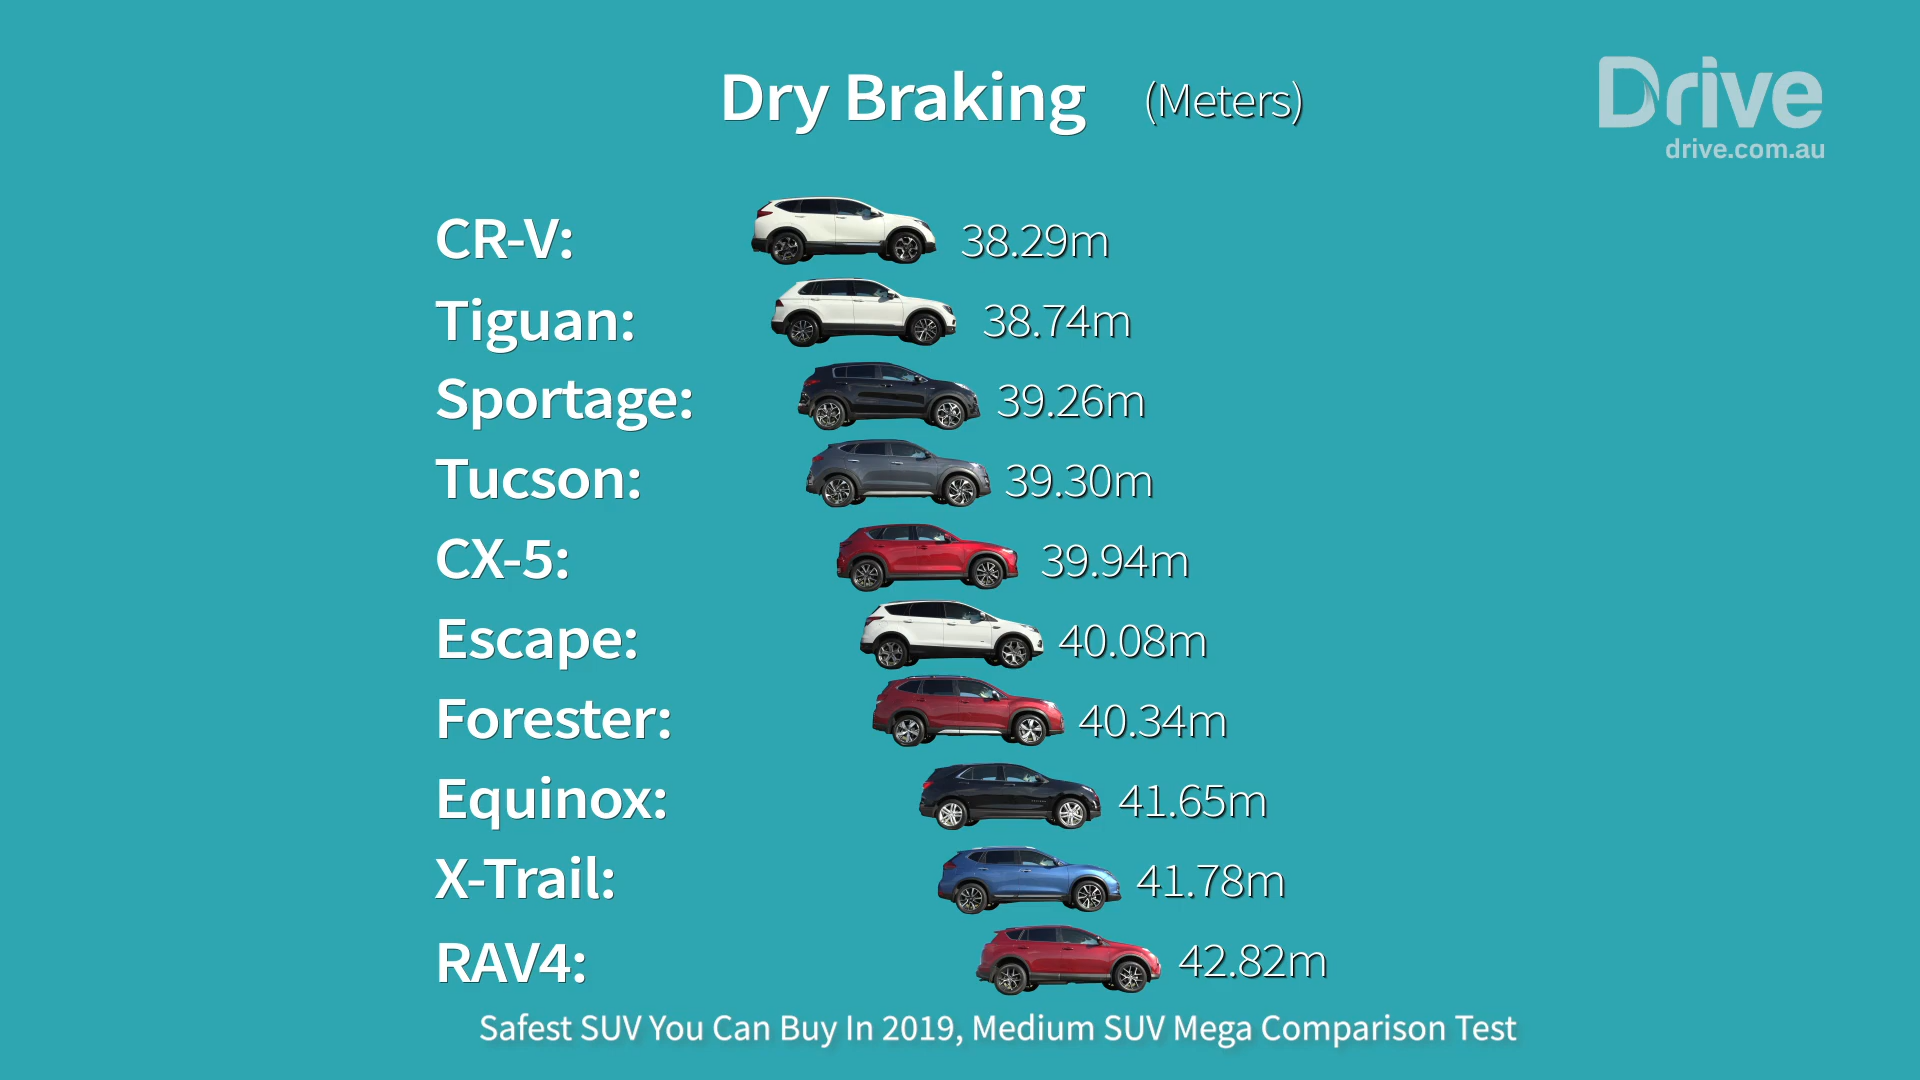 Dry Braking (Meters)
Drive
drive.com.au
CR-V: 38.29m
Tiguan: 38.74m
Sportage: 39.26m
Tucson: 39.30m
CX-5: 39.94m
Escape: 40.08m
Forester: 40.34m
Equinox: 41.65m
X-Trail: 41.78m
RAV4: 42.82m
Safest SUV You Can Buy In 2019, Medium SUV Mega Comparison Test